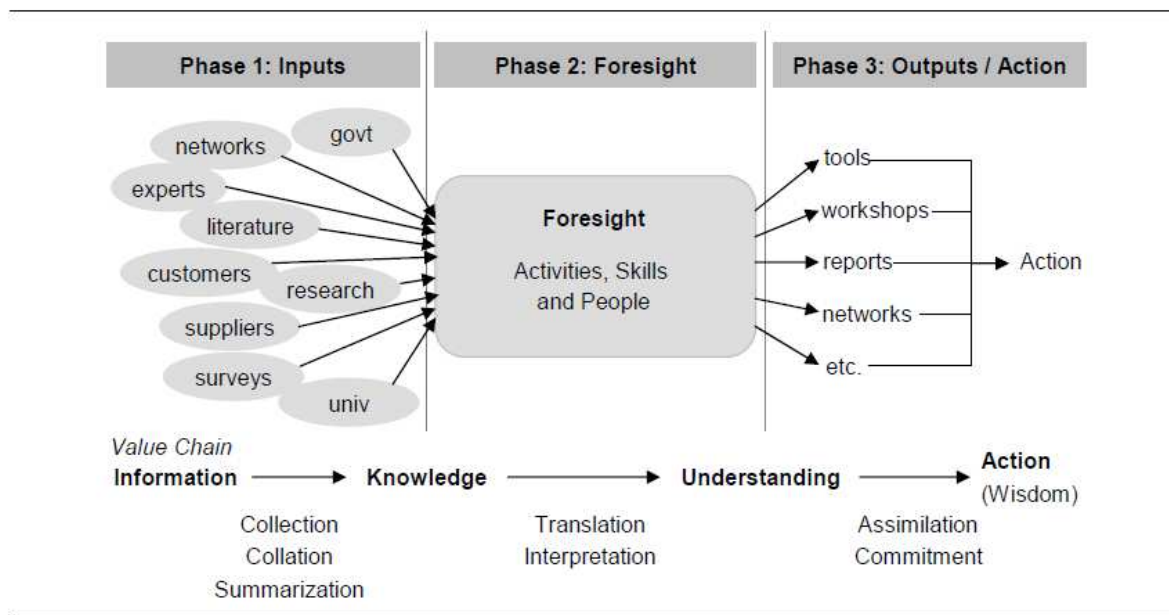 Phase 1: Inputs
Phase 2: Foresight
Phase 3: Outputs / Action
govt
networks
experts
literature
customers
research
suppliers
surveys
univ
Foresight
Activities, Skills
and People
tools
workshops
reports
networks
etc.
Action
Value Chain
Information
Knowledge
Understanding
Action
(Wisdom)
Collection
Collation
Summarization
Translation
Interpretation
Assimilation
Commitment